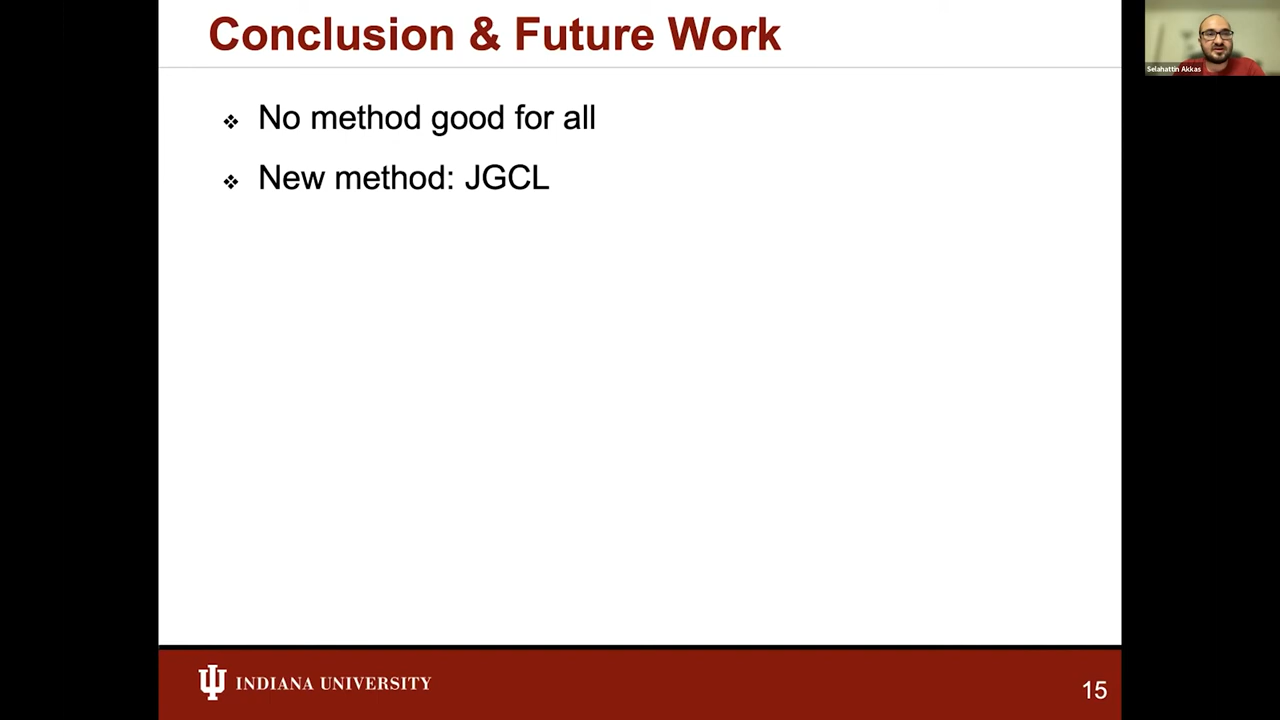 Conclusion & Future Work
Selahattin Akkas
❖ No method good for all
❖ New method: JGCL
INDIANA UNIVERSITY
15